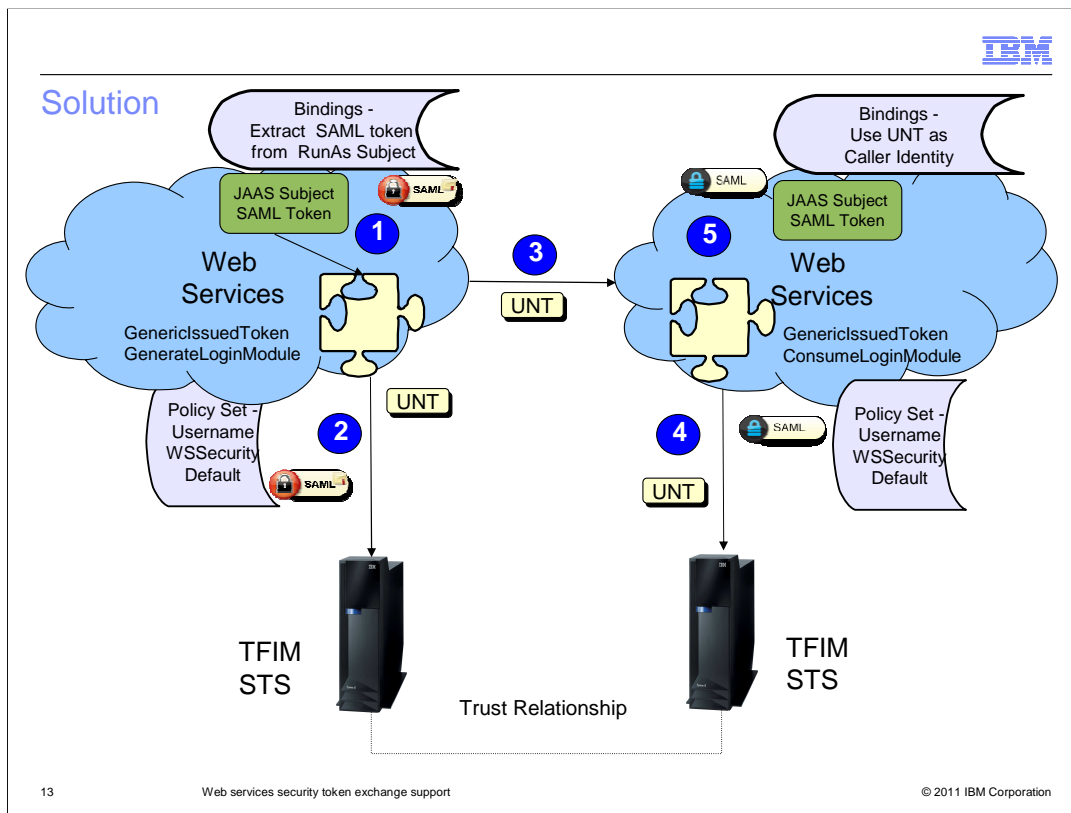 IBM
Solution
Bindings -
Extract SAML token
from RunAs Subject
JAAS Subject
SAML Token
SAML
1
Web
Services
GenericIssuedToken
GenerateLoginModule
Policy Set -
Username
WSSecurity
Default
UNT
2
SAML
TFIM
STS
3
UNT
Bindings -
Use UNT as
Caller Identity
SAML
JAAS Subject
SAML Token
5
Web
Services
GenericIssuedToken
ConsumeLoginModule
4
SAML
UNT
Policy Set -
Username
WSSecurity
Default
IBM
IBM
TFIM
STS
Trust Relationship
13
Web services security token exchange support
© 2011 IBM Corporation